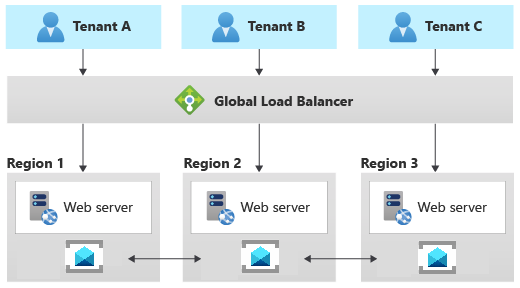 Tenant A
Tenant B
Tenant C
Global Load Balancer
Region 1
Region 2
Region 3
Web server
Web server
Web server